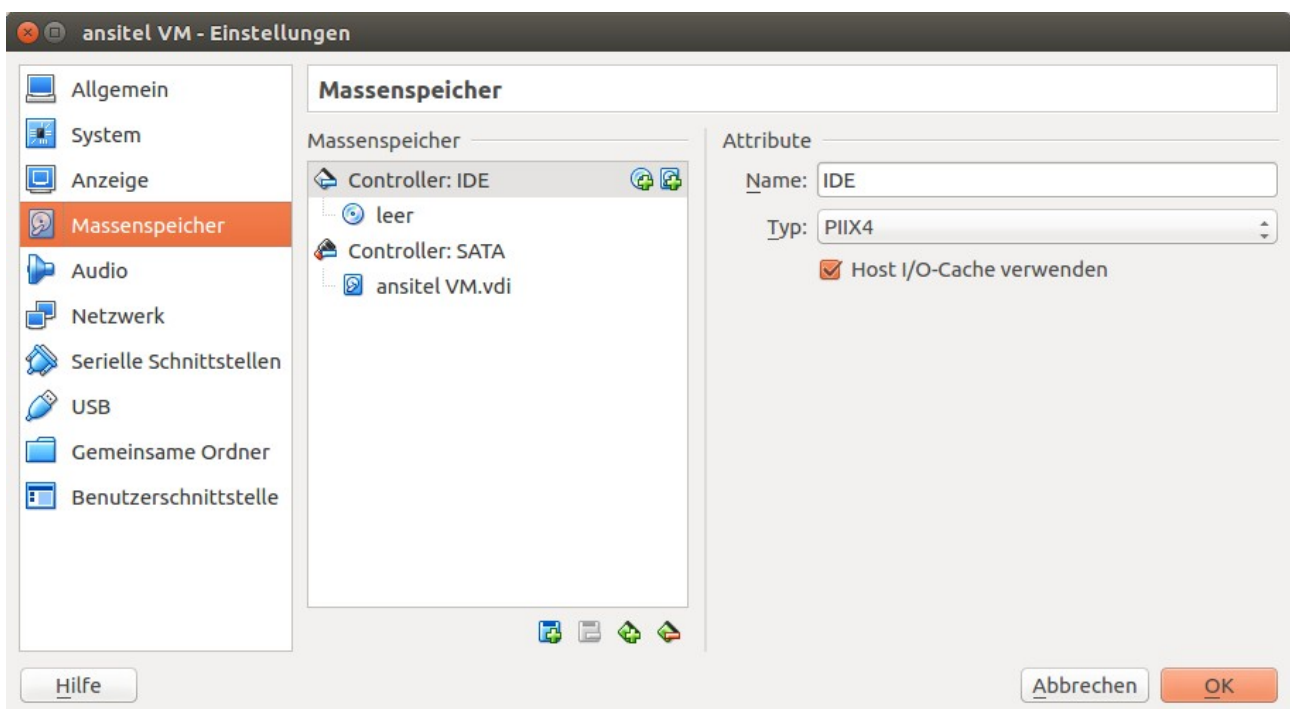 ansitel VM - Einstellungen
Allgemein
System
Anzeige
Massenspeicher
Audio
Netzwerk
Serielle Schnittstellen
USB
Gemeinsame Ordner
Benutzerschnittstelle
Massenspeicher
Massenspeicher
Controller: IDE
leer
Controller: SATA
ansitel VM.vdi
Attribute
Name: IDE
Typ: PIIX4
Host I/O-Cache verwenden
Hilfe
Abbrechen
OK